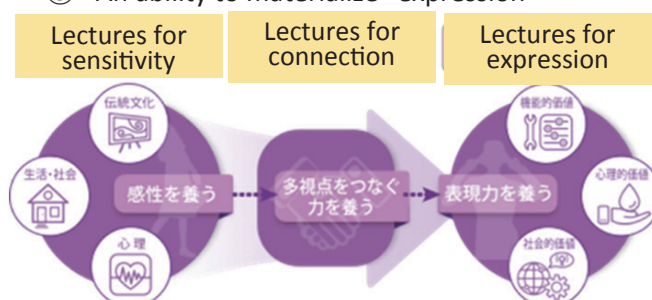 An ability to materialize expression
Lectures for
sensitivity
Lectures for
connection
Lectures for
expression
伝統文化
生活・社会
心理
感性を養う
多視点をつなぐ
力を養う
表現力を養う
機能的価値
心理的価値
社会的価値